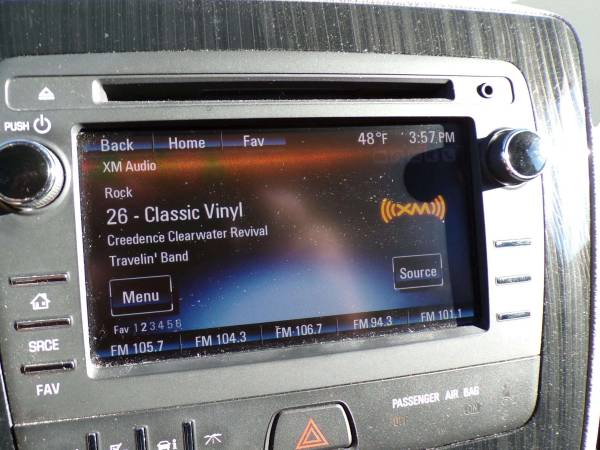 PUSH
Back Home Fav 48°F 3:57 PM
XM Audio
Rock
26 - Classic Vinyl
((XM))
Creedence Clearwater Revival
Travelin' Band
Menu
Source
Fav 1 2 3 4 5 6
FM 105.7 FM 104.3 FM 106.7 FM 94.3 FM 101.1
SRCE
FAV
PASSENGER AIR BAG
OFF ON